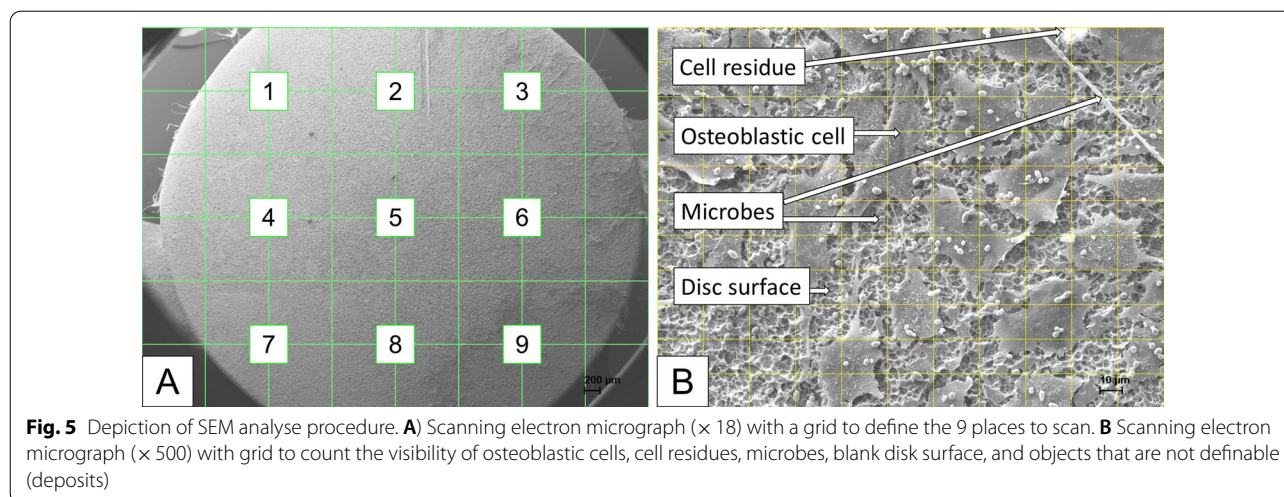 1
2
3
4
5
6
7
8
9
A
200 µm
Cell residue
Osteoblastic cell
Microbes
Disc surface
B
10 µm
Fig. 5 Depiction of SEM analyse procedure. A) Scanning electron micrograph (× 18) with a grid to define the 9 places to scan. B Scanning electron
micrograph (× 500) with grid to count the visibility of osteoblastic cells, cell residues, microbes, blank disk surface, and objects that are not definable
(deposits)